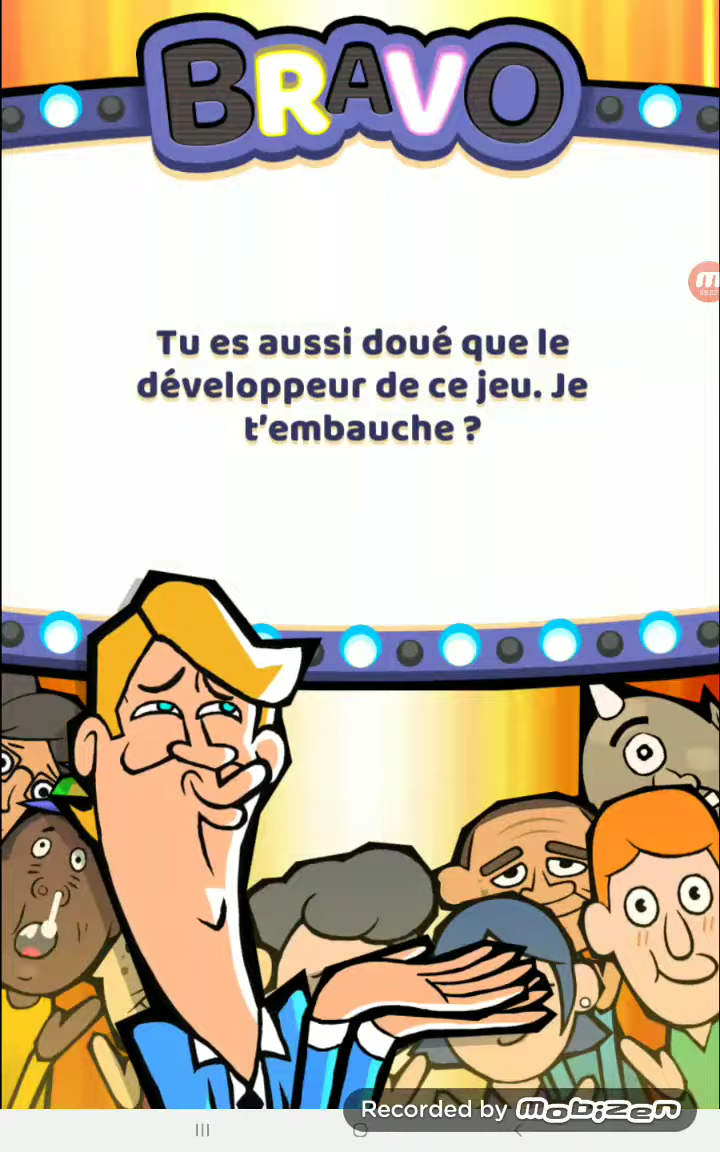 BRAVO
Tu es aussi doué que le
développeur de ce jeu. Je
t'embauche ?
Recorded by mobizen